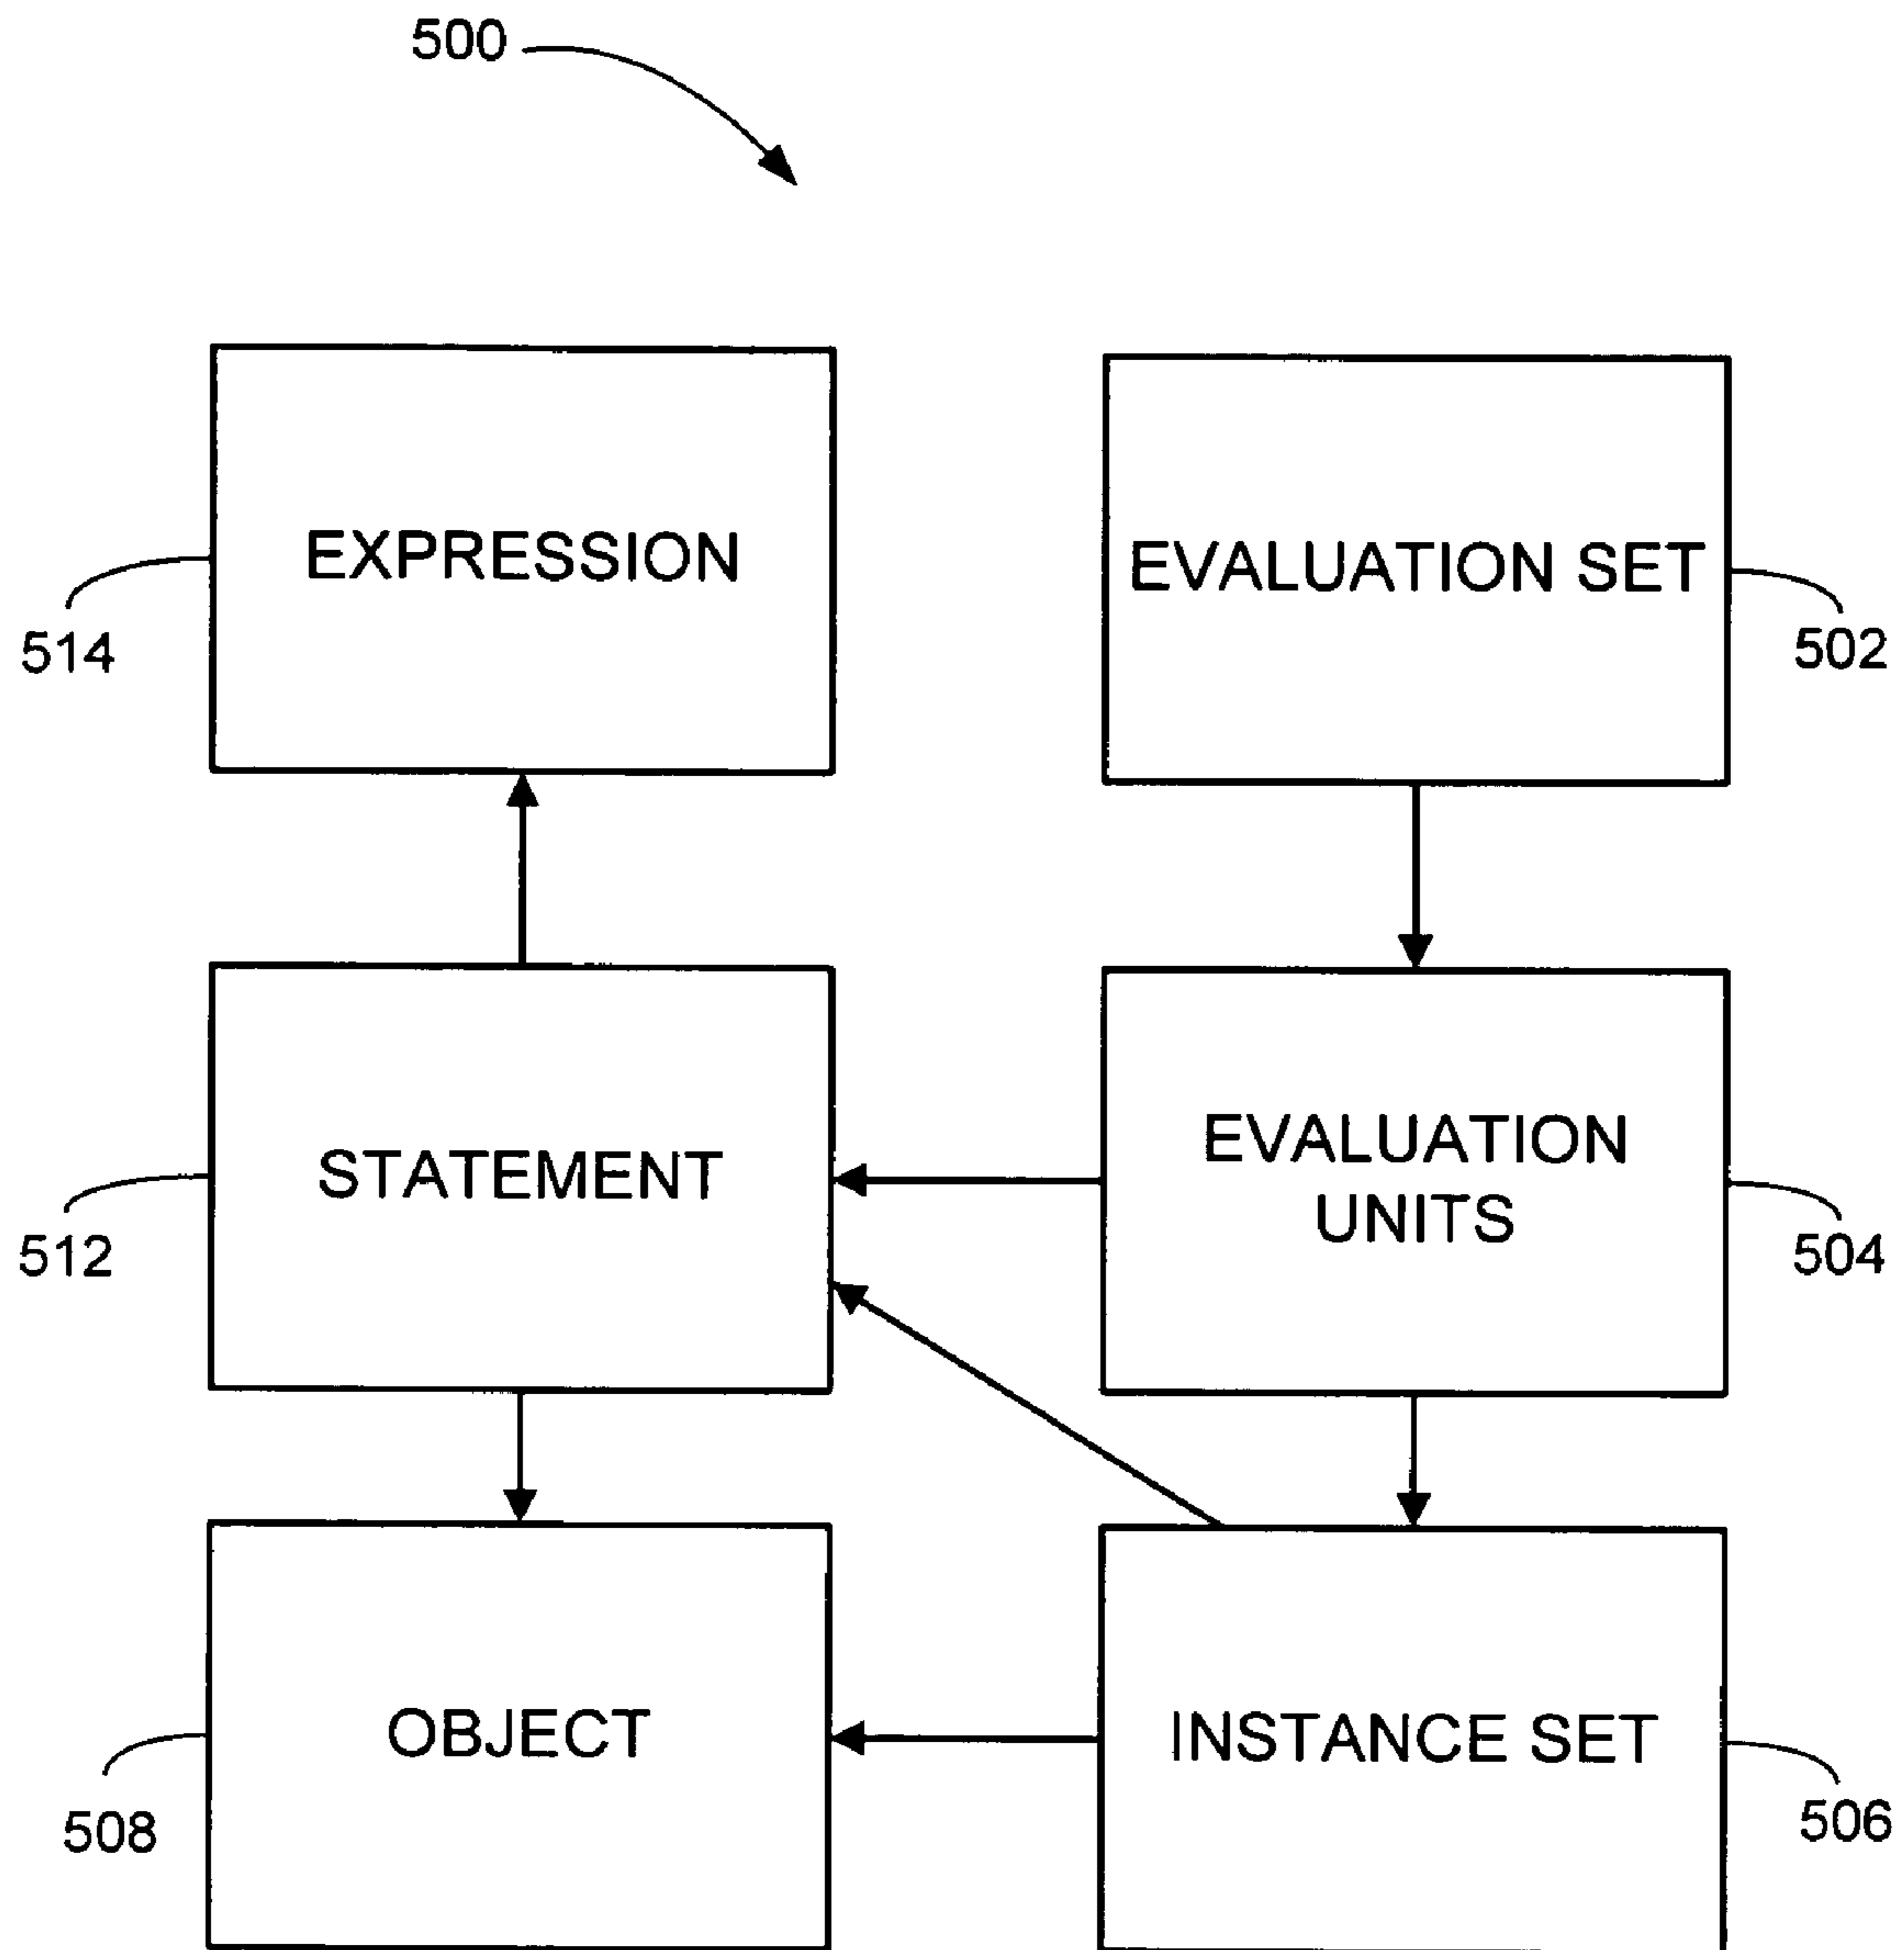 500
EXPRESSION
EVALUATION SET
514
502
STATEMENT
EVALUATION
UNITS
512
504
OBJECT
INSTANCE SET
508
506